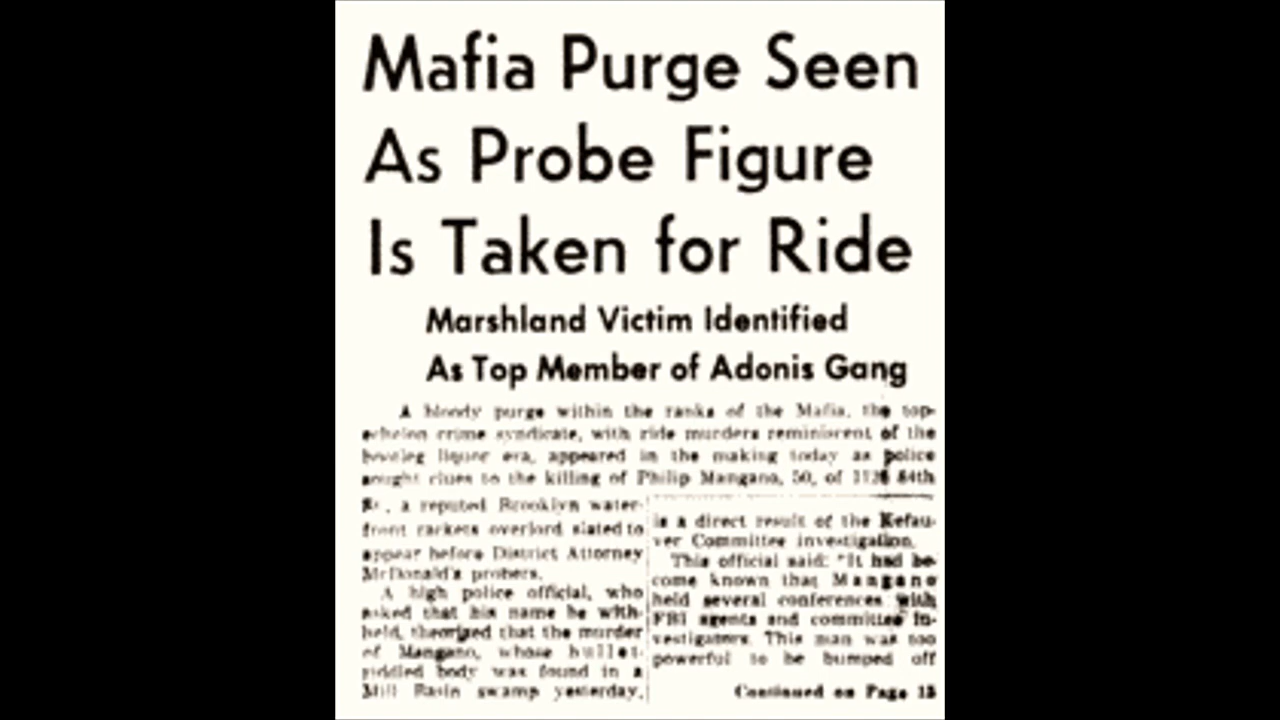 Mafia Purge Seen
As Probe Figure
Is Taken for Ride
Marshland Victim Identified
As Top Member of Adonis Gang
A bloody purge within the ranks of the Mafia, the top-
echelon crime syndicate, with ride murders reminiscent of the
bootleg liquor era, appeared in the making today as police
sought clues to the killing of Philip Mangano, 50, of 84th
St., a reputed Brooklyn water-
front rackets overlord slated to
appear before District Attorney
McDonald's probers.
A high police official, who
asked that his name be with-
held, theorized that the murder
of Mangano, whose bullet-
riddled body was found in a
Mill Basin swamp yesterday,
is a direct result of the Kefau-
ver Committee investigation.
This official said: "It had be-
come known that Mangano
held several conferences with
FBI agents and committee in-
vestigators. This man was too
powerful to be bumped off
Continued on Page 15